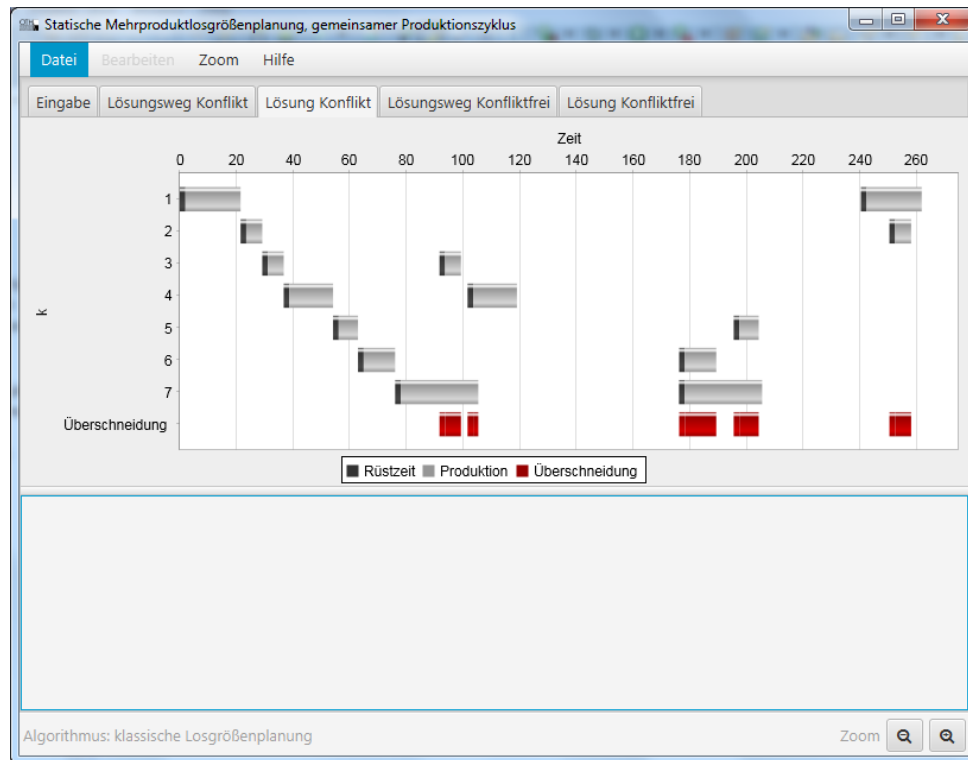 Statische Mehrproduktlosgrößenplanung, gemeinsamer Produktionszyklus
Datei Bearbeiten Zoom Hilfe
Eingabe Lösungsweg Konflikt Lösung Konflikt Lösungsweg Konfliktfrei Lösung Konfliktfrei
Zeit
0 20 40 60 80 100 120 140 160 180 200 220 240 260
1
2
3
4
k
5
6
7
Überschneidung
Rüstzeit Produktion Überschneidung
Algorithmus: klassische Losgrößenplanung Zoom